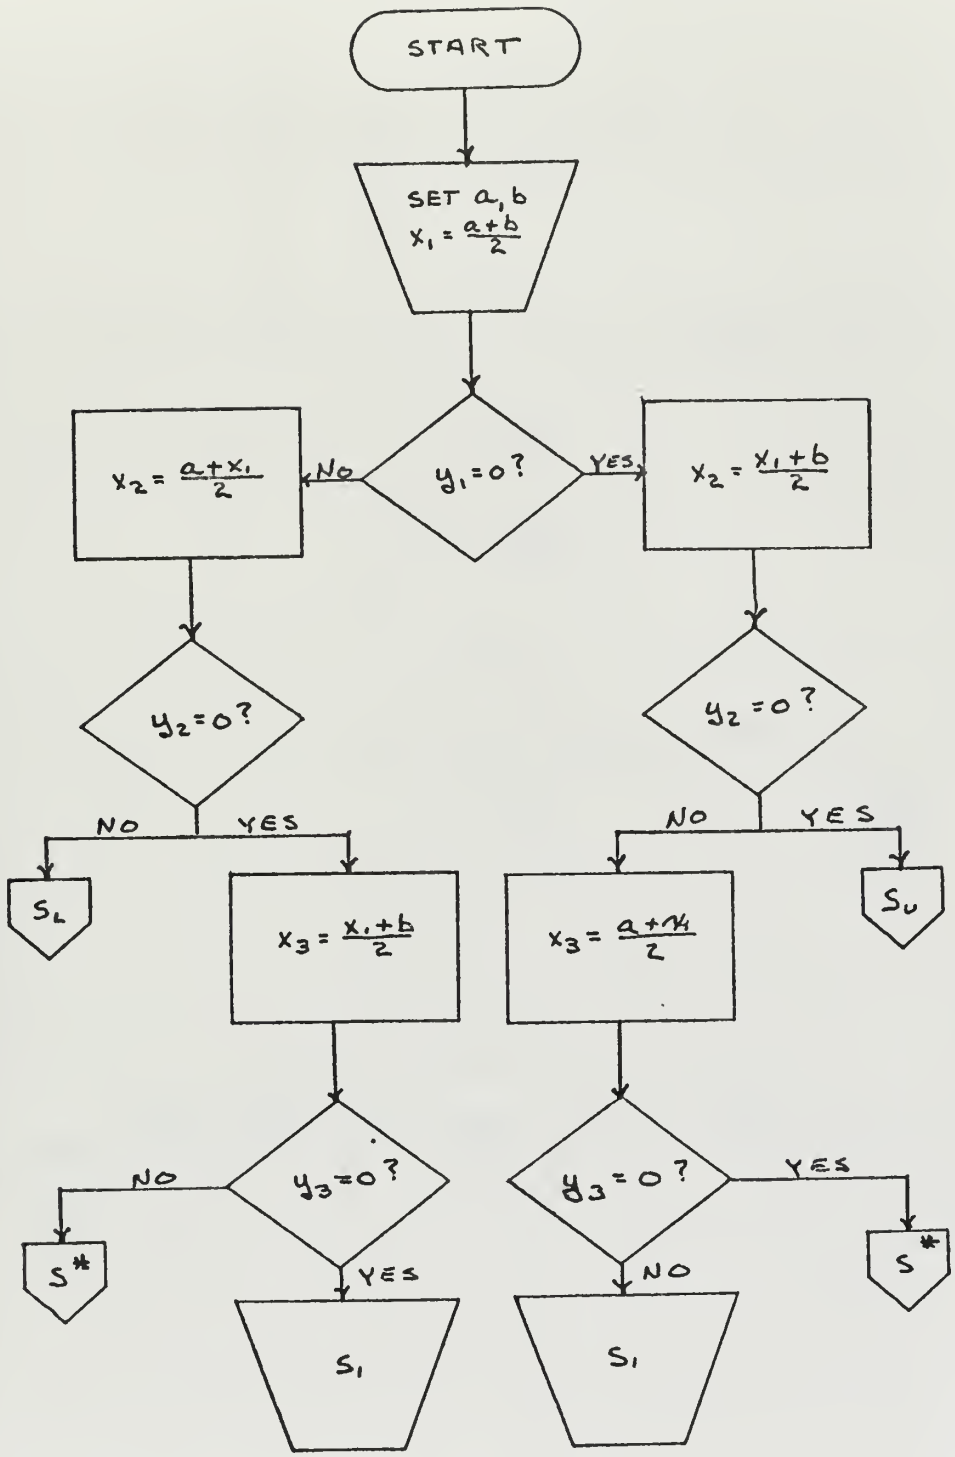 START
SET a, b
x₁ = a+b / 2
x₂ = a+x₁ / 2
NO
y₁=0?
YES
x₂ = x₁+b / 2
y₂=0?
y₂=0?
NO
YES
NO
YES
S_L
x₃ = x₁+b / 2
x₃ = a+x₁ / 2
S_U
NO
y₃=0?
y₃=0?
YES
S*
YES
NO
S*
S₁
S₁